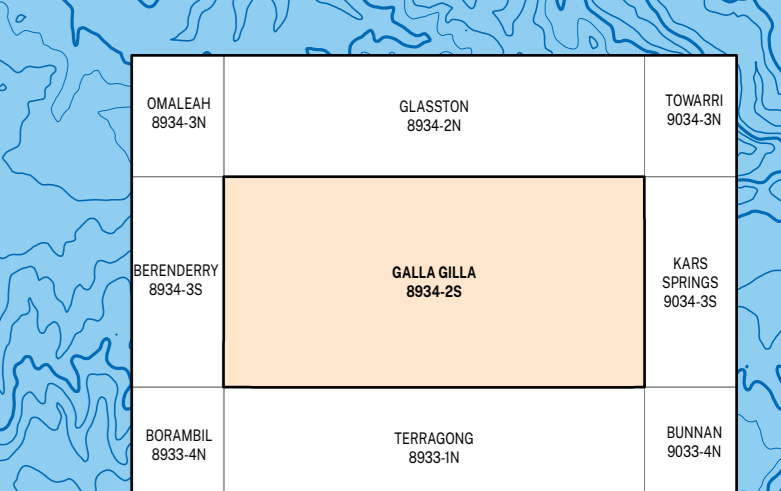 OMALEAH
8934-3N
GLASSTON
8934-2N
TOWARRI
9034-3N
BERENDERRY
8934-3S
GALLA GILLA
8934-2S
KARS
SPRINGS
9034-3S
BORAMBIL
8933-4N
TERRAGONG
8933-1N
BUNNAN
9033-4N